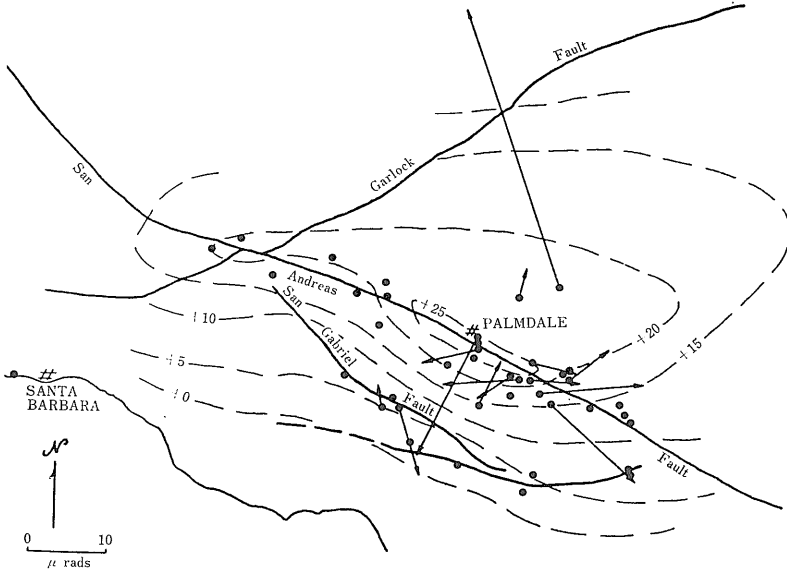 Fault
San
Garlock
Andreas
San
Gabriel
Fault
+25
# PALMDALE
+20
+15
+10
+5
+0
#
SANTA
BARBARA
Fault
N
0 10
μ rads